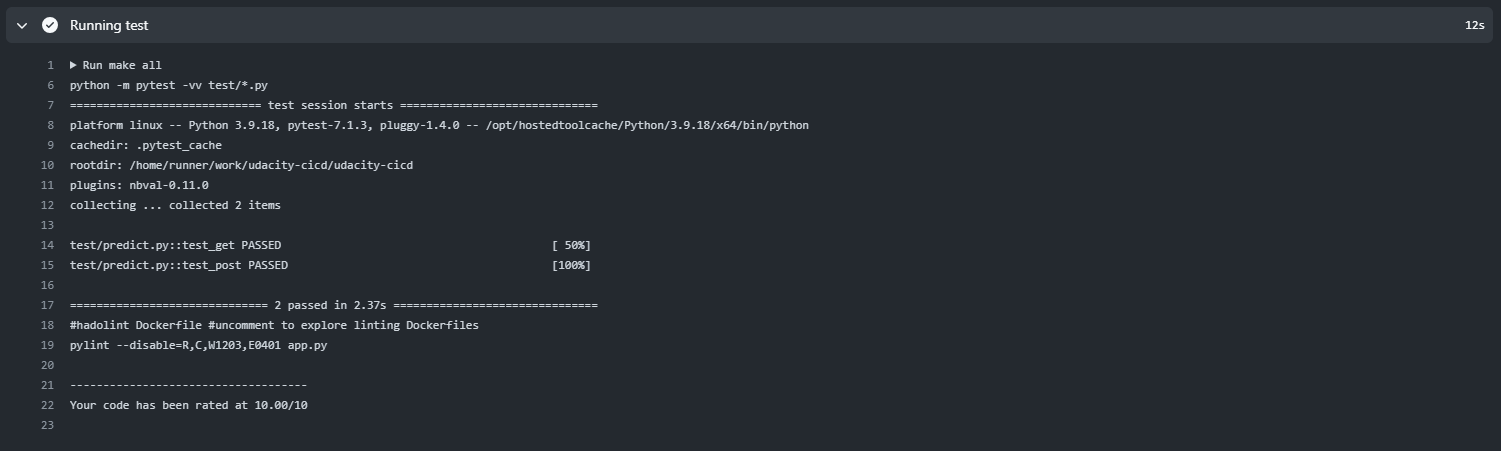 Running test 12s
1 Run make all
6 python -m pytest -vv test/*.py
7 ============================= test session starts ==============================
8 platform linux -- Python 3.9.18, pytest-7.1.3, pluggy-1.4.0 -- /opt/hostedtoolcache/Python/3.9.18/x64/bin/python
9 cachedir: .pytest_cache
10 rootdir: /home/runner/work/udacity-cicd/udacity-cicd
11 plugins: nbval-0.11.0
12 collecting ... collected 2 items
13
14 test/predict.py::test_get PASSED [ 50%]
15 test/predict.py::test_post PASSED [100%]
16
17 ============================== 2 passed in 2.37s ===============================
18 #hadolint Dockerfile #uncomment to explore linting Dockerfiles
19 pylint --disable=R,C,W1203,E0401 app.py
20
21 ------------------------------------
22 Your code has been rated at 10.00/10
23